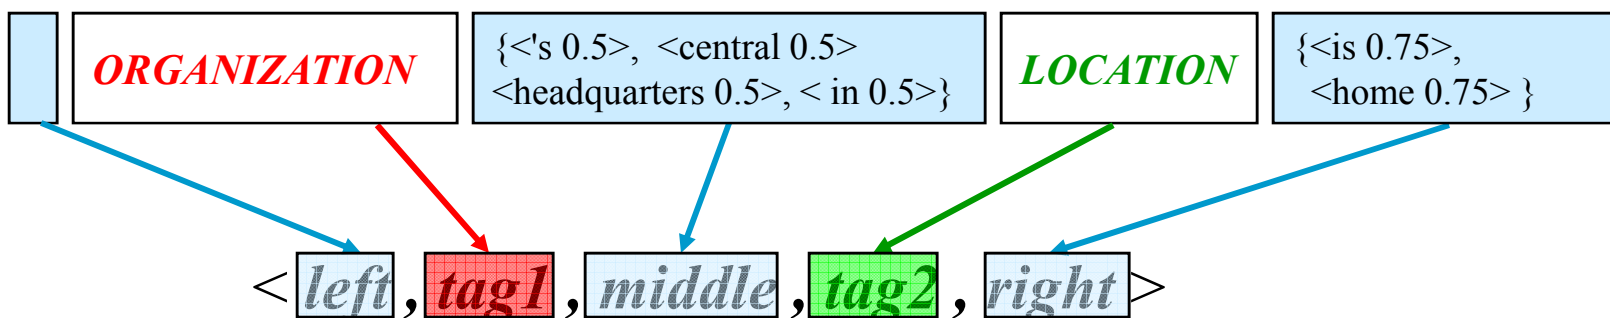 ORGANIZATION {<'s 0.5>, <central 0.5> <headquarters 0.5>, < in 0.5>} LOCATION {<is 0.75>, <home 0.75> }
< left , tag1 , middle , tag2 , right >